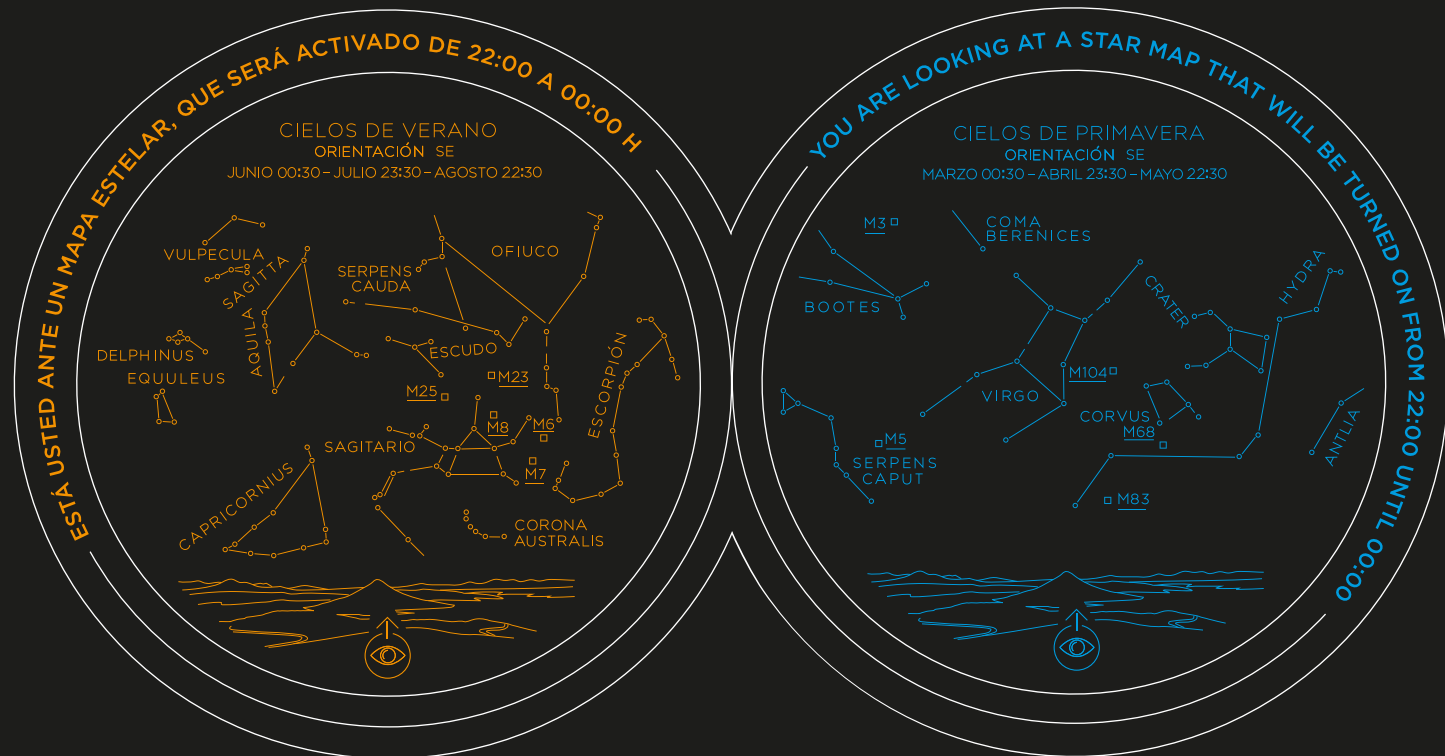 ESTÁ USTED ANTE UN MAPA ESTELAR, QUE SERÁ ACTIVADO DE 22:00 A 00:00 H
CIELOS DE VERANO
ORIENTACIÓN SE
JUNIO 00:30 – JULIO 23:30 – AGOSTO 22:30
VULPECULA
SAGITTA
SERPENS
CAUDA
OFIUCO
AQUILA
DELPHINUS
EQUULEUS
ESCUDO
M25
M23
ESCORPIÓN
M8
M6
SAGITARIO
M7
CAPRICORNIUS
CORONA
AUSTRALIS
YOU ARE LOOKING AT A STAR MAP THAT WILL BE TURNED ON FROM 22:00 UNTIL 00:00
CIELOS DE PRIMAVERA
ORIENTACIÓN SE
MARZO 00:30 – ABRIL 23:30 – MAYO 22:30
M3
COMA
BERENICES
BOOTES
CRATER
HYDRA
M104
VIRGO
CORVUS
M68
M5
SERPENS
CAPUT
ANTLIA
M83